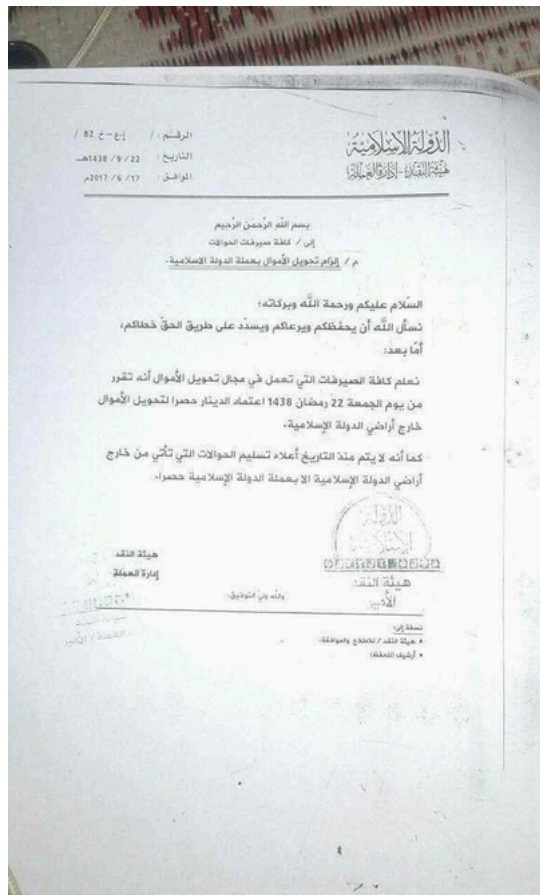 الدولة الإسلامية
هيئة النقد - إدارة العملة
الرقم : / إ-ع-خ 82 /
التاريخ : 22 /9 /1438هـ
الموافق : 17 /6 /2017م
بسم الله الرحمن الرحيم
إلى / كافة صيرفات الحوالات
م / إلزام تحويل الأموال بعملة الدولة الاسلامية.
السلام عليكم ورحمة الله وبركاته؛
نسأل الله أن يحفظكم ويرعاكم ويسدد على طريق الحق خطاكم،
أما بعد:
نعلم كافة الصيرفات التي تعمل في مجال تحويل الأموال أنه تقرر
من يوم الجمعة 22 رمضان 1438 اعتماد الدينار حصرا لتحويل الأموال
خارج أراضي الدولة الإسلامية.
كما أنه لا يتم منذ التاريخ أعلاه تسليم الحوالات التي تأتي من خارج
أراضي الدولة الإسلامية الا بعملة الدولة الإسلامية حصرا.
الدولة
الإسلامية
هيئة النقد
الأمير
هيئة النقد
إدارة العملة
والله ولي التوفيق.
نسخة إلى:
• هيئة النقد / للاطلاع والموافقة.
• أرشيف (للحفظ)
4